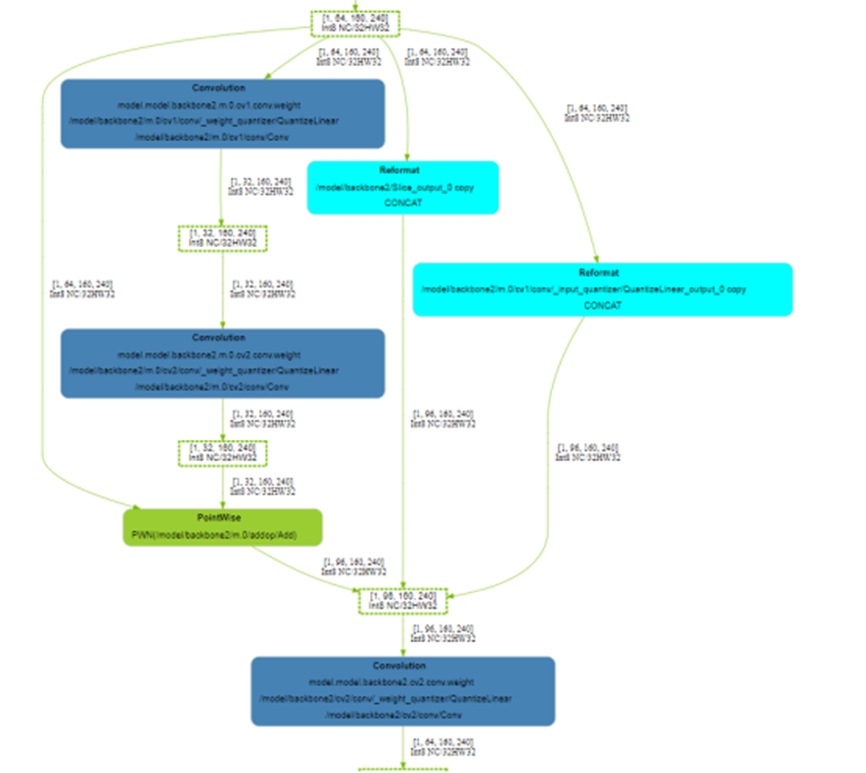 [1, 64, 160, 240]
Int8 NC/32HW32
[1, 64, 160, 240]
Int8 NC/32HW32
[1, 64, 160, 240]
Int8 NC/32HW32
[1, 64, 160, 240]
Int8 NC/32HW32
Convolution
model.model.backbone2.m.0.cv1.conv.weight
/model/backbone2/m.0/cv1/conv/_weight_quantizer/QuantizeLinear
/model/backbone2/m.0/cv1/conv/Conv
Reformat
/model/backbone2/Slice_output_0 copy
CONCAT
[1, 32, 160, 240]
Int8 NC/32HW32
[1, 32, 160, 240]
Int8 NC/32HW32
Reformat
/model/backbone2/m.0/cv1/conv/_input_quantizer/QuantizeLinear_output_0 copy
CONCAT
[1, 64, 160, 240]
Int8 NC/32HW32
[1, 32, 160, 240]
Int8 NC/32HW32
Convolution
model.model.backbone2.m.0.cv2.conv.weight
/model/backbone2/m.0/cv2/conv/_weight_quantizer/QuantizeLinear
/model/backbone2/m.0/cv2/conv/Conv
[1, 32, 160, 240]
Int8 NC/32HW32
[1, 96, 160, 240]
Int8 NC/32HW32
[1, 32, 160, 240]
Int8 NC/32HW32
[1, 96, 160, 240]
Int8 NC/32HW32
[1, 32, 160, 240]
Int8 NC/32HW32
PointWise
PWN(/model/backbone2/m.0/addop/Add)
[1, 96, 160, 240]
Int8 NC/32HW32
[1, 96, 160, 240]
Int8 NC/32HW32
[1, 96, 160, 240]
Int8 NC/32HW32
Convolution
model.model.backbone2.cv2.conv.weight
/model/backbone2/cv2/conv/_weight_quantizer/QuantizeLinear
/model/backbone2/cv2/conv/Conv
[1, 64, 160, 240]
Int8 NC/32HW32